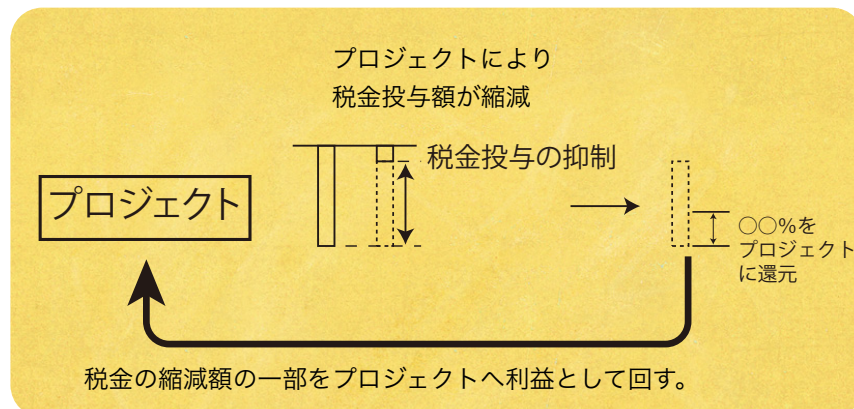 プロジェクトにより
税金投与額が縮減
税金投与の抑制
プロジェクト
○○%を
プロジェクト
に還元
税金の縮減額の一部をプロジェクトへ利益として回す。